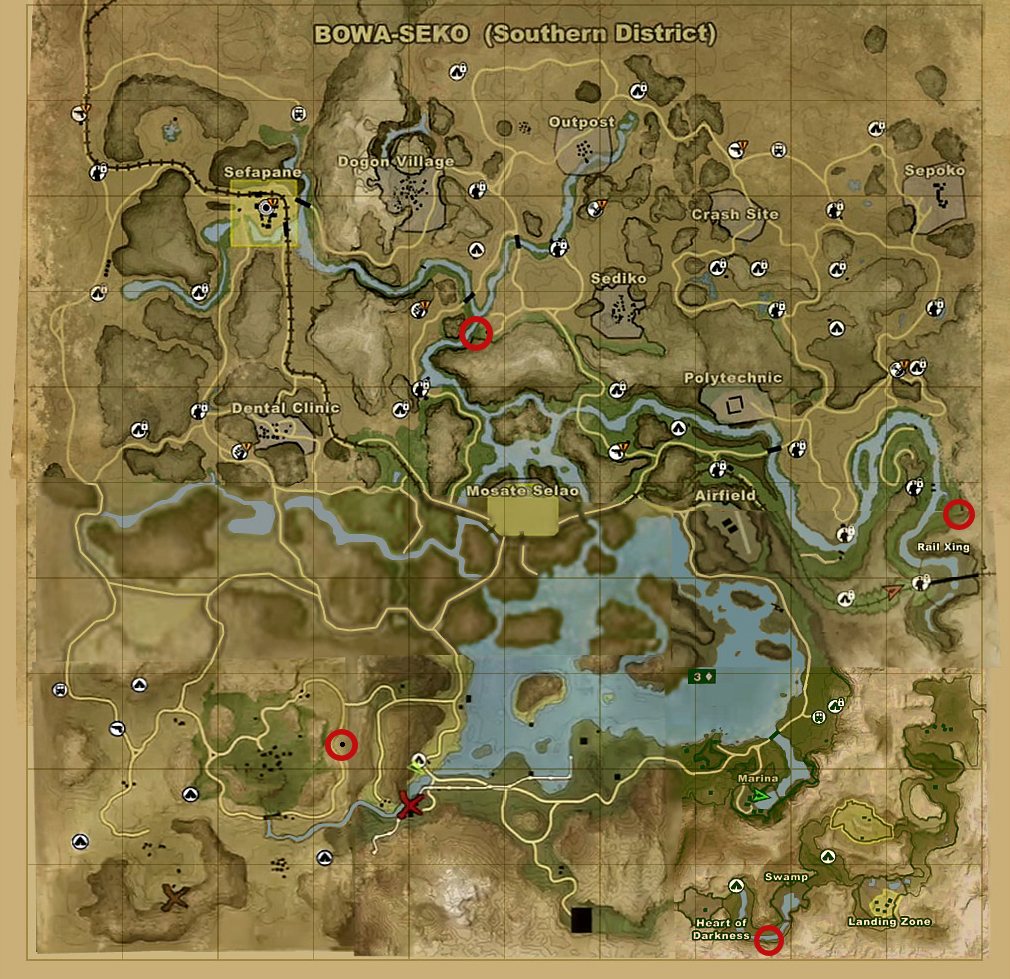 BOWA-SEKO (Southern District)
Outpost
Dogon Village
Sefapane
Sepoko
Crash Site
Sediko
Polytechnic
Dental Clinic
Mosate Selao
Airfield
Rail Xing
3 ♦
Marina
Swamp
Heart of
Darkness
Landing Zone